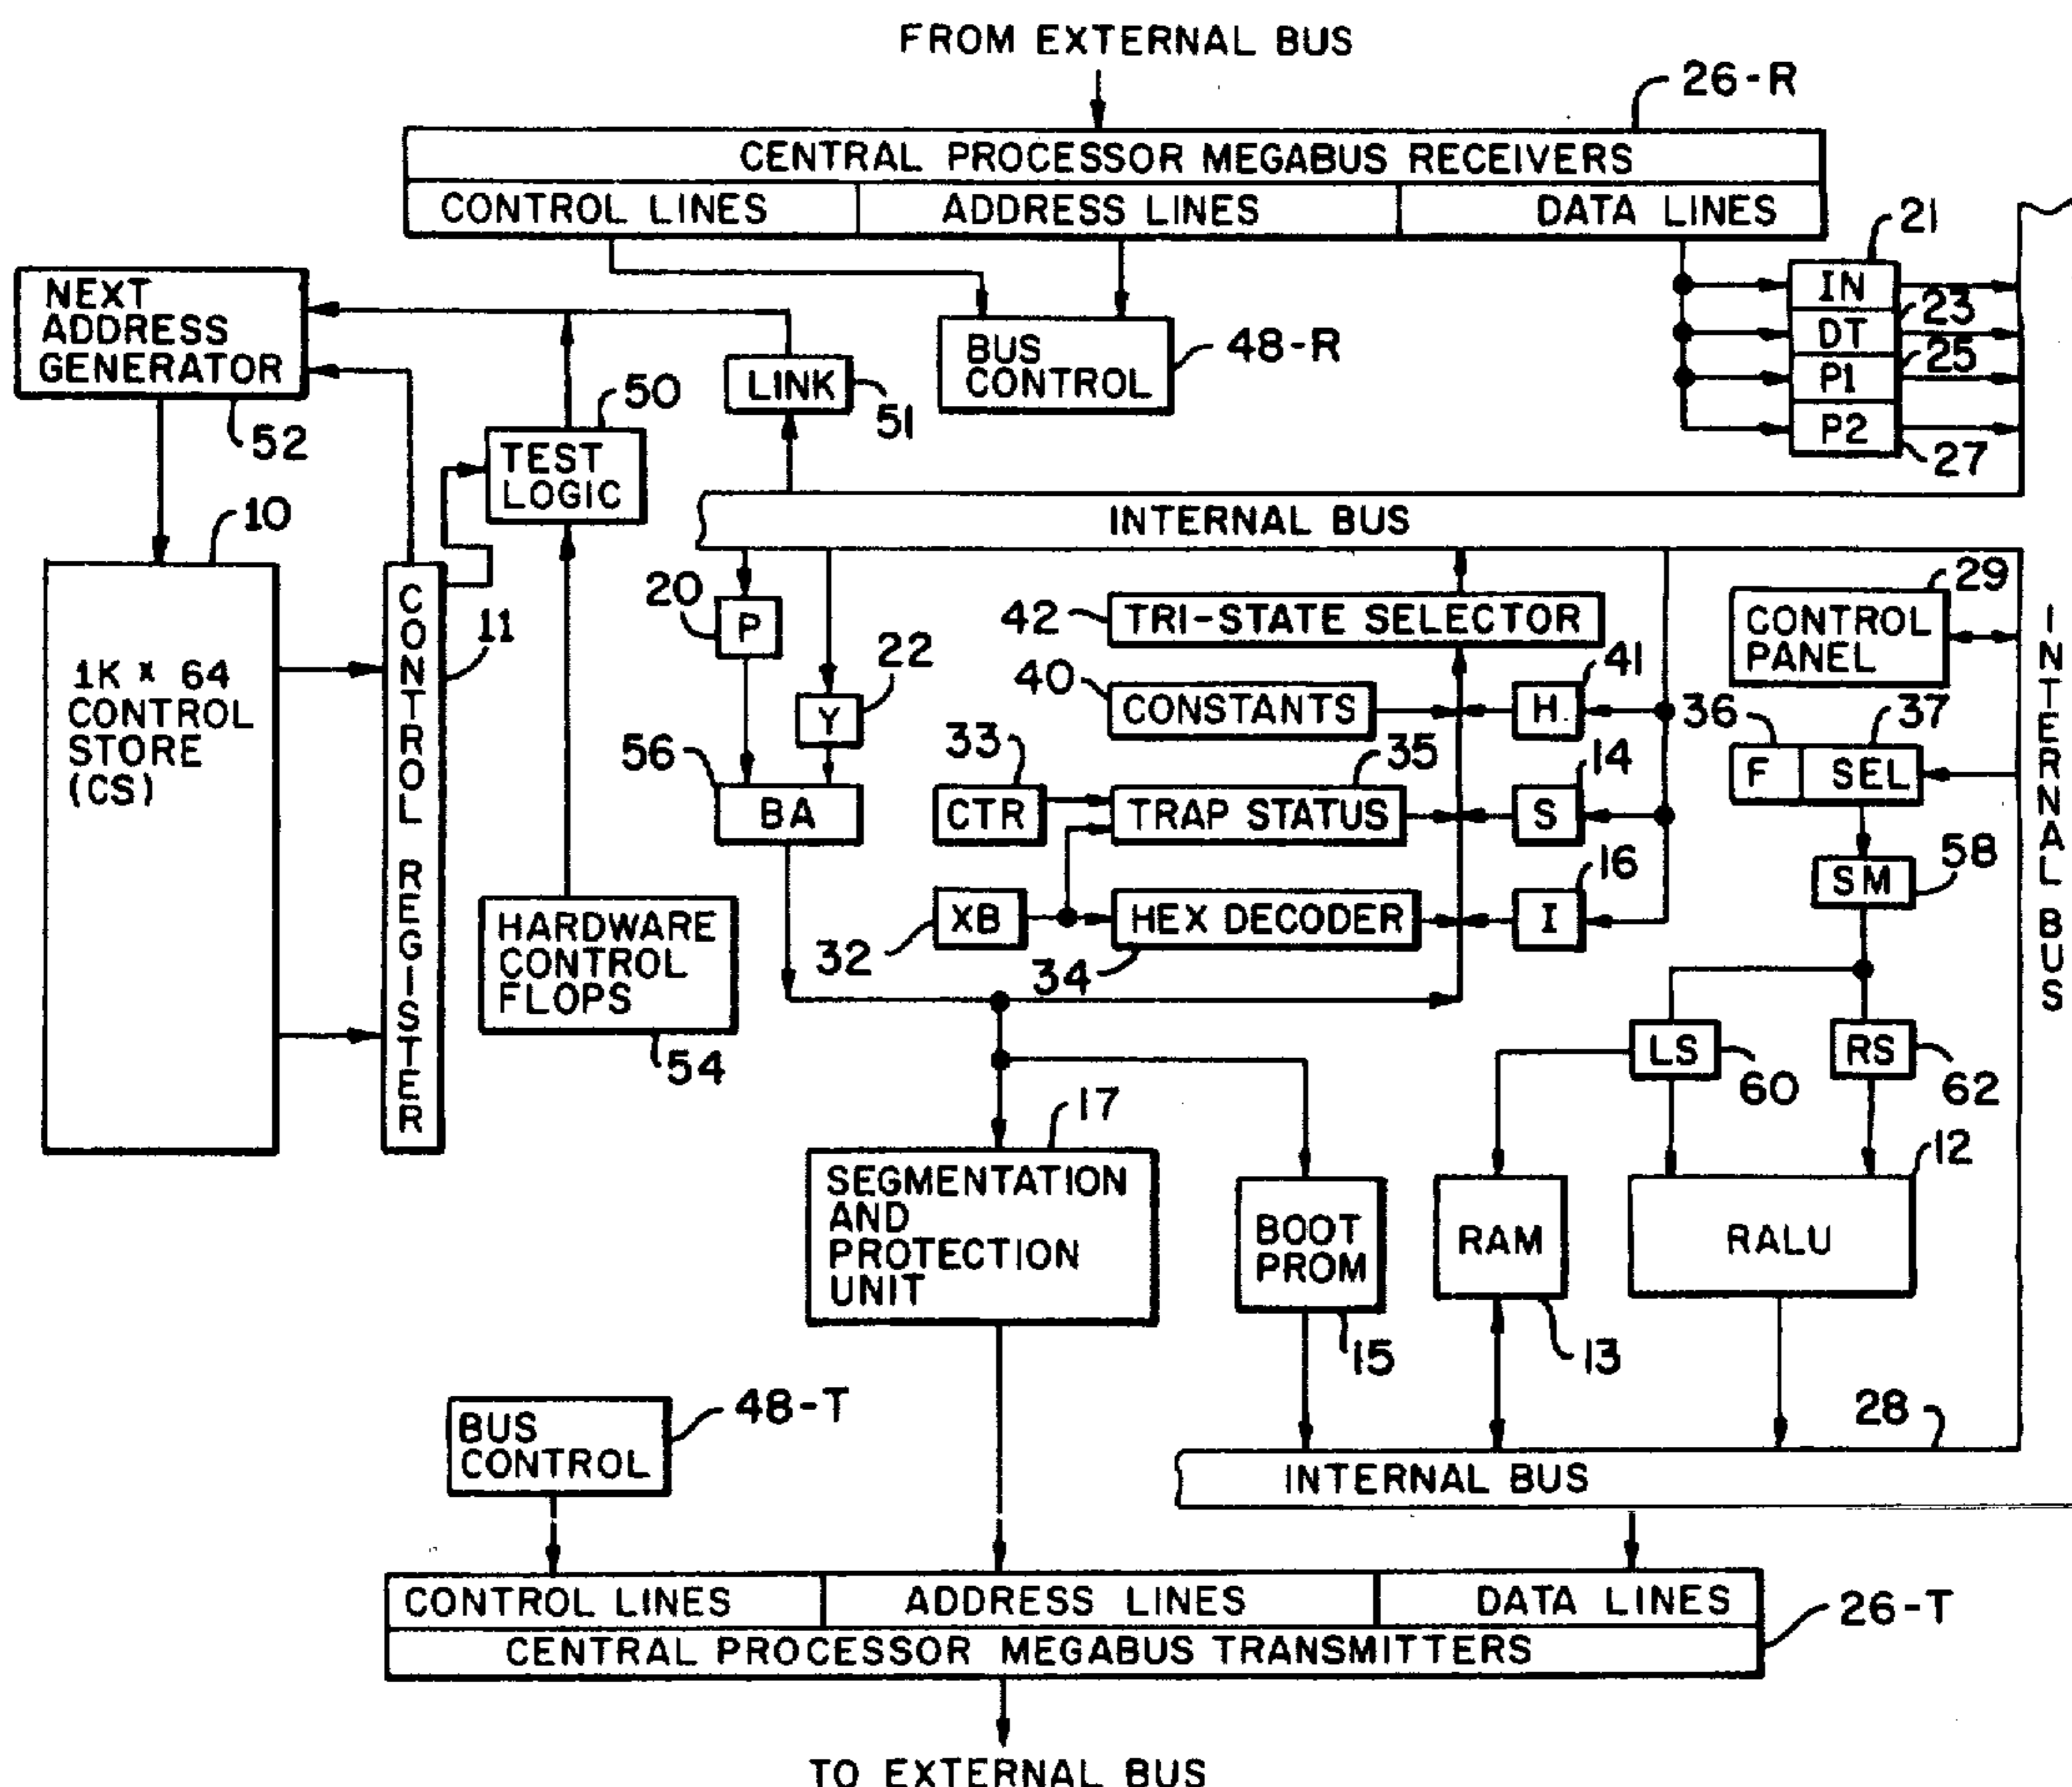 FROM EXTERNAL BUS
26-R
CENTRAL PROCESSOR MEGABUS RECEIVERS
CONTROL LINES
ADDRESS LINES
DATA LINES
21
IN
23
DT
25
P1
P2
27
NEXT
ADDRESS
GENERATOR
52
LINK
51
BUS
CONTROL
48-R
50
TEST
LOGIC
10
1K x 64
CONTROL
STORE
(CS)
CONTROL REGISTER
11
HARDWARE
CONTROL
FLOPS
54
INTERNAL BUS
20
P
22
Y
56
BA
42
TRI-STATE SELECTOR
40
CONSTANTS
41
H
33
CTR
35
TRAP STATUS
14
S
32
XB
34
HEX DECODER
16
I
29
CONTROL
PANEL
36
37
F
SEL
58
SM
INTERNAL BUS
LS
60
RS
62
17
SEGMENTATION
AND
PROTECTION
UNIT
BOOT
PROM
15
RAM
13
12
RALU
28
INTERNAL BUS
BUS
CONTROL
48-T
CONTROL LINES
ADDRESS LINES
DATA LINES
26-T
CENTRAL PROCESSOR MEGABUS TRANSMITTERS
TO EXTERNAL BUS